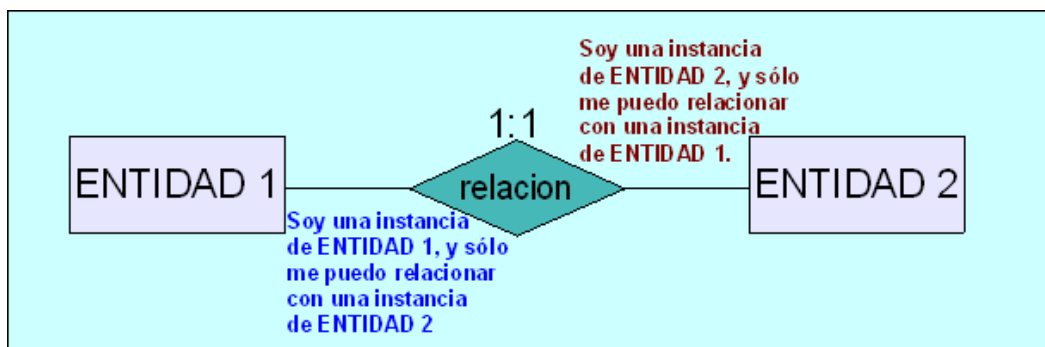 Soy una instancia
de ENTIDAD 2, y sólo
me puedo relacionar
con una instancia
de ENTIDAD 1.
1:1
ENTIDAD 1
relacion
ENTIDAD 2
Soy una instancia
de ENTIDAD 1, y sólo
me puedo relacionar
con una instancia
de ENTIDAD 2